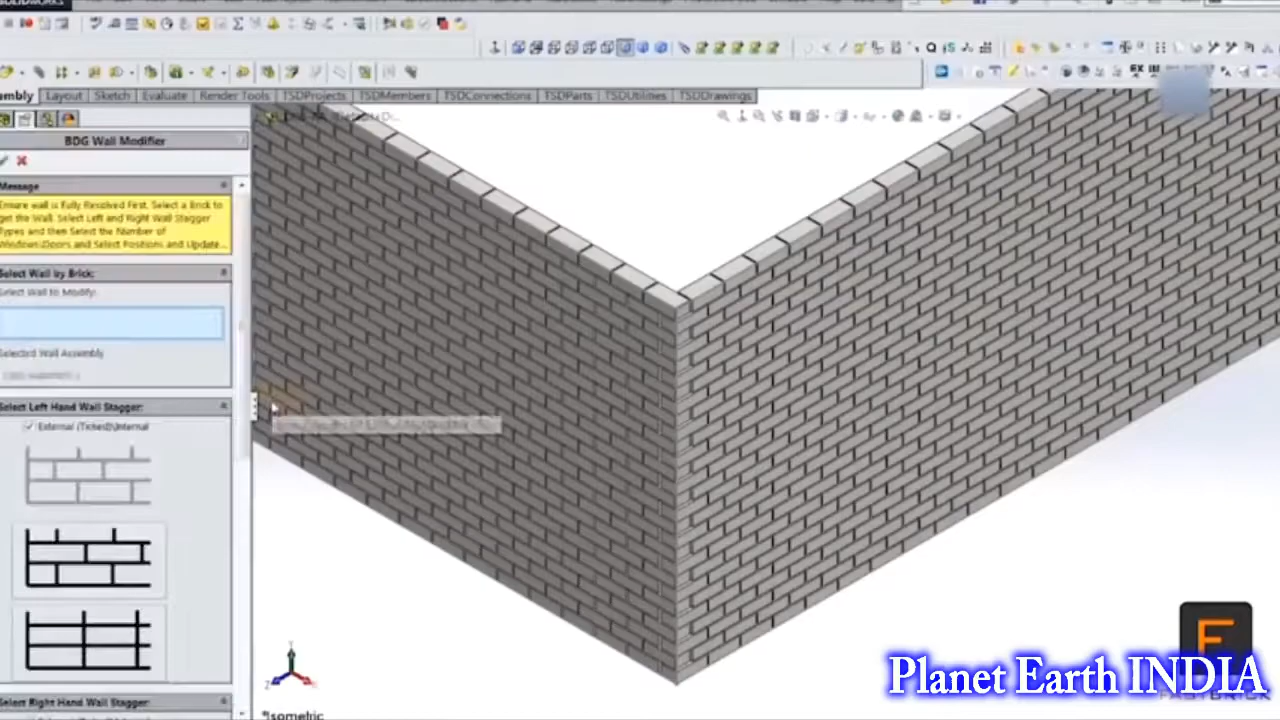 SOLIDWORKS
Assembly Layout Sketch Evaluate Render Tools TSDProjects TSDMembers TSDConnections TSDParts TSDUtilities TSDDrawings
BDG Wall Modifier
Message
Ensure wall is Fully Resolved First. Select a Brick to
get the Wall. Select Left and Right Wall Stagger
Types and then Select the Number of
Windows\Doors and Select Positions and Update...
Select Wall by Brick:
Select Wall to Modify:
Selected Wall Assembly
Select Left Hand Wall Stagger:
External (Ticked)\Internal
Select Right Hand Wall Stagger:
*Isometric
F
Planet Earth INDIA
FASTBRICK